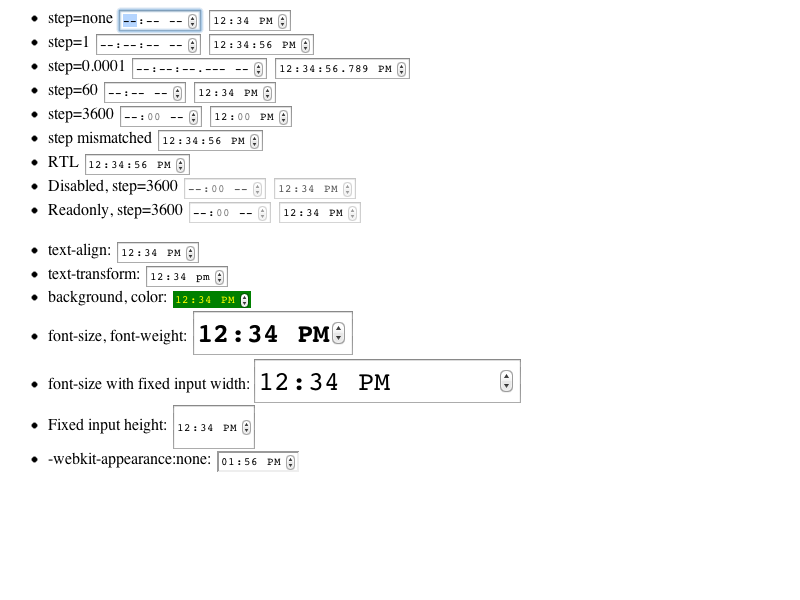 step=none --:-- -- 12:34 PM
step=1 --:--:-- -- 12:34:56 PM
step=0.0001 --:--:--.--- -- 12:34:56.789 PM
step=60 --:-- -- 12:34 PM
step=3600 --:00 -- 12:00 PM
step mismatched 12:34:56 PM
RTL 12:34:56 PM
Disabled, step=3600 --:00 -- 12:34 PM
Readonly, step=3600 --:00 -- 12:34 PM
text-align: 12:34 PM
text-transform: 12:34 pm
background, color: 12:34 PM
font-size, font-weight: 12:34 PM
font-size with fixed input width: 12:34 PM
Fixed input height: 12:34 PM
-webkit-appearance:none: 01:56 PM